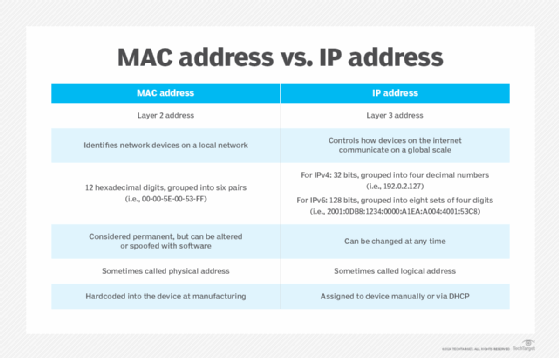 MAC address vs. IP address
MAC address
IP address
Layer 2 address
Layer 3 address
Identifies network devices on a local network
Controls how devices on the internet
communicate on a global scale
12 hexadecimal digits, grouped into six pairs
(i.e., 00-00-5E-00-53-FF)
For IPv4: 32 bits, grouped into four decimal numbers
(i.e., 192.0.2.127)
For IPv6: 128 bits, grouped into eight sets of four digits
(i.e., 2001:0DB8:1234:0000:A1EA:A004:4001:53C8)
Considered permanent, but can be altered
or spoofed with software
Can be changed at any time
Sometimes called physical address
Sometimes called logical address
Hardcoded into the device at manufacturing
Assigned to device manually or via DHCP
TECHTARGET. ALL RIGHTS RESERVED
TechTarget